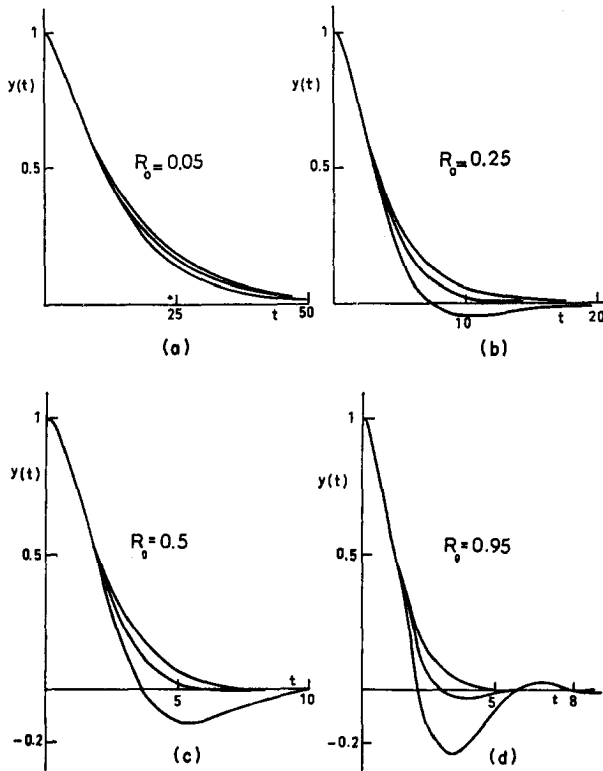 1
y(t)
0.5
R₀ = 0.05
25
t
50
(a)
1
y(t)
0.5
R₀ = 0.25
10
t
20
(b)
1
y(t)
0.5
R₀ = 0.5
t
5
10
-0.2
(c)
1
y(t)
0.5
R₀ = 0.95
5
t
8
-0.2
(d)